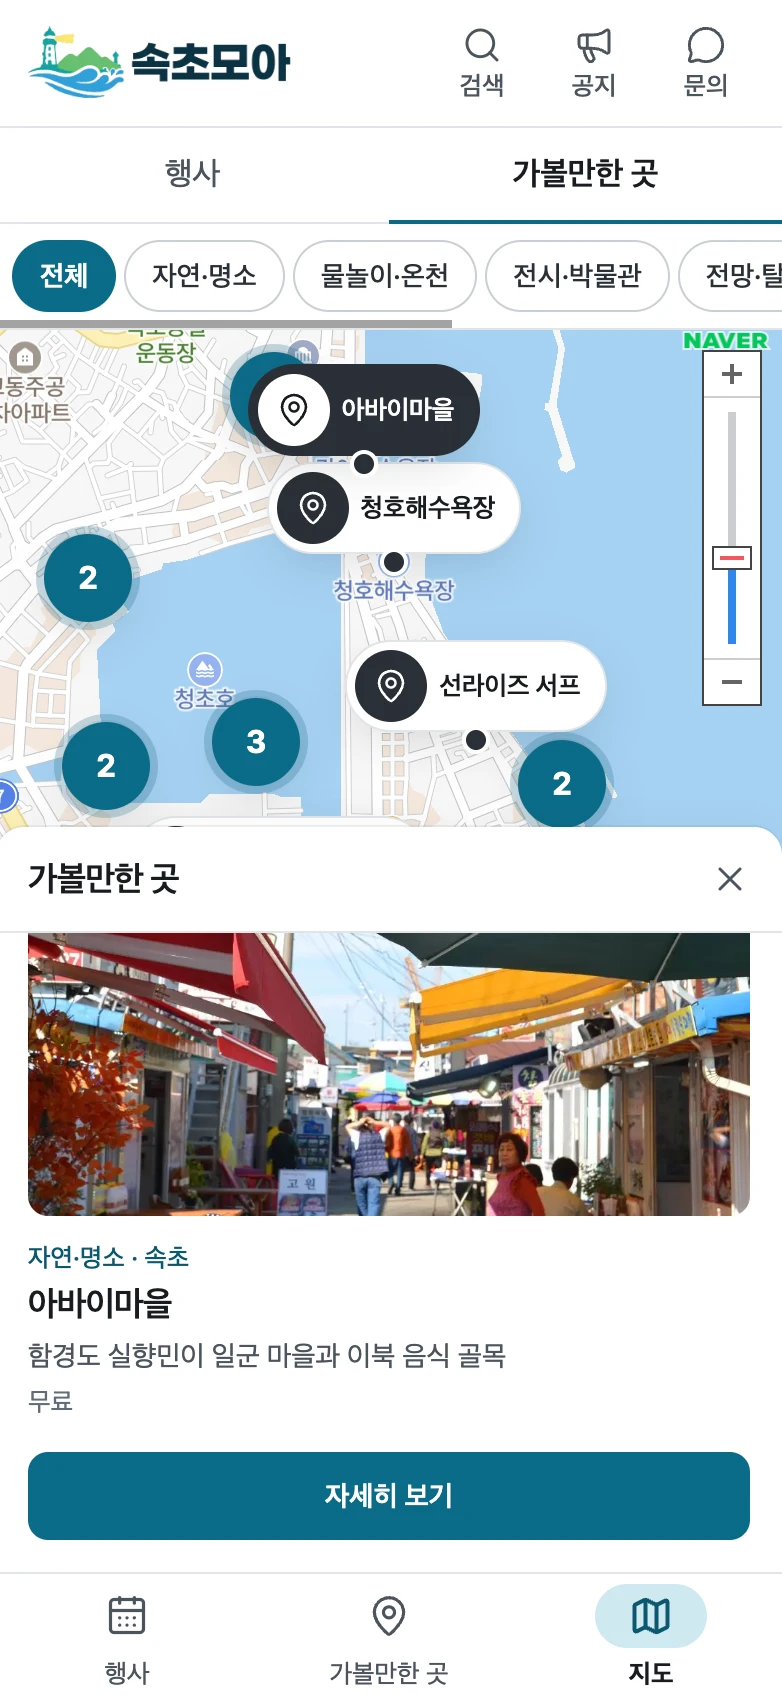 속초모아
검색
공지
문의
행사
가볼만한 곳
전체
자연·명소
물놀이·온천
전시·박물관
전망·탈
운동장
NAVER
아바이마을
청호해수욕장
청호해수욕장
2
청초호
선라이즈 서프
2
3
2
7
가볼만한 곳
고원
자연·명소 · 속초
아바이마을
함경도 실향민이 일군 마을과 이북 음식 골목
무료
자세히 보기
행사
가볼만한 곳
지도